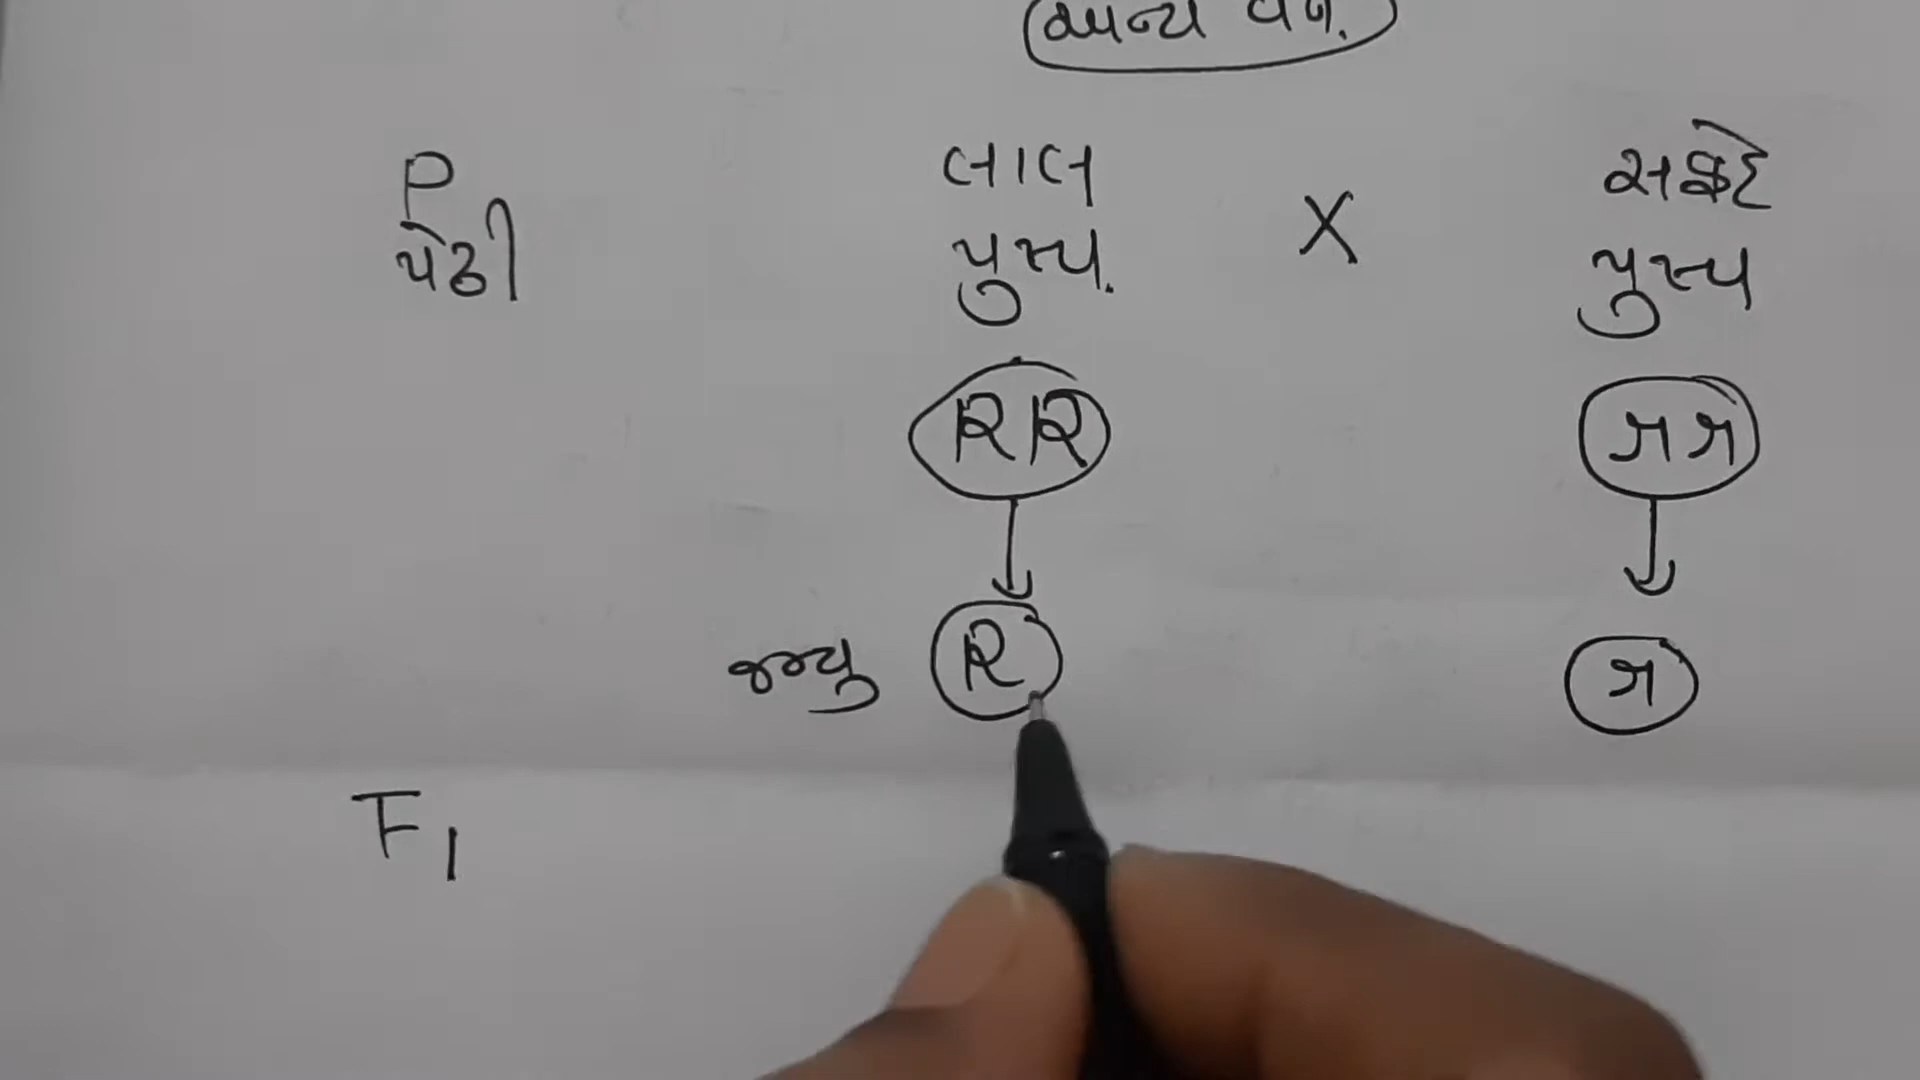 P લાલ X સફેદ
પેઢી પુષ્પ. પુષ્પ
RR rr
જન્યુ R r
F1